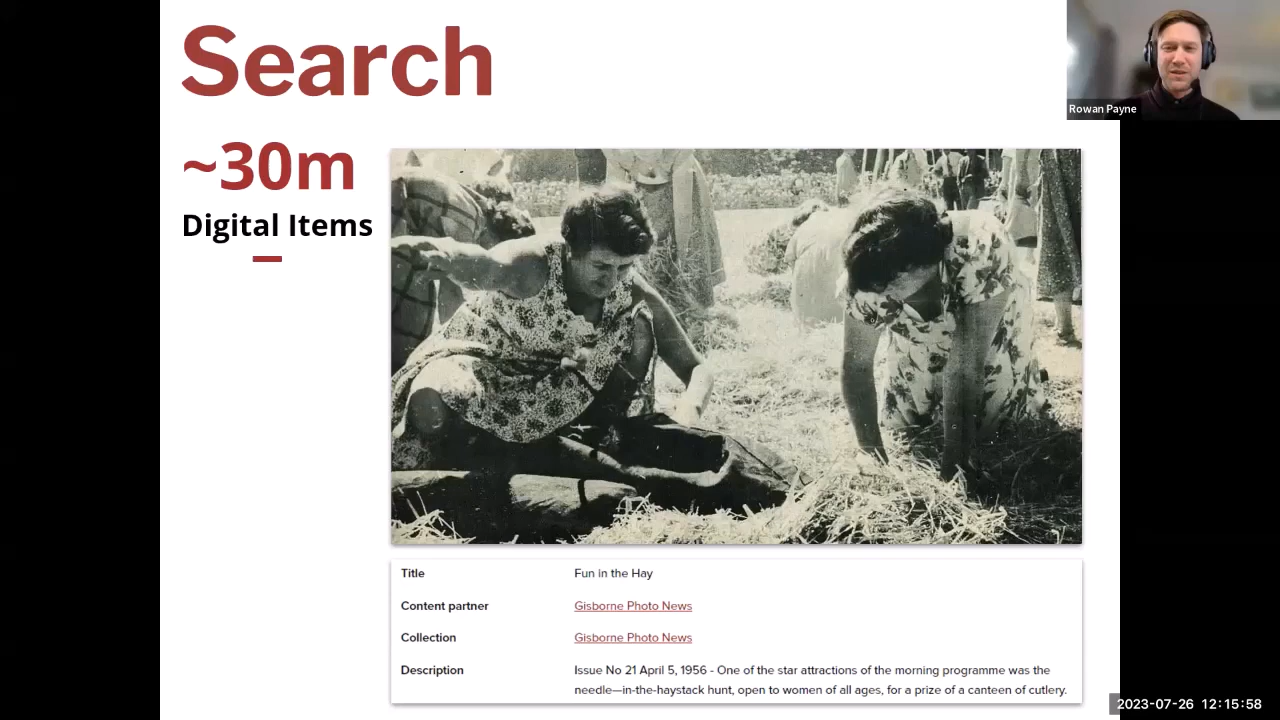 Search
~30m
Digital Items
Rowan Payne
Title Fun in the Hay
Content partner Gisborne Photo News
Collection Gisborne Photo News
Description Issue No 21 April 5, 1956 - One of the star attractions of the morning programme was the
needle—in-the-haystack hunt, open to women of all ages, for a prize of a canteen of cutlery.
2023-07-26 12:15:58